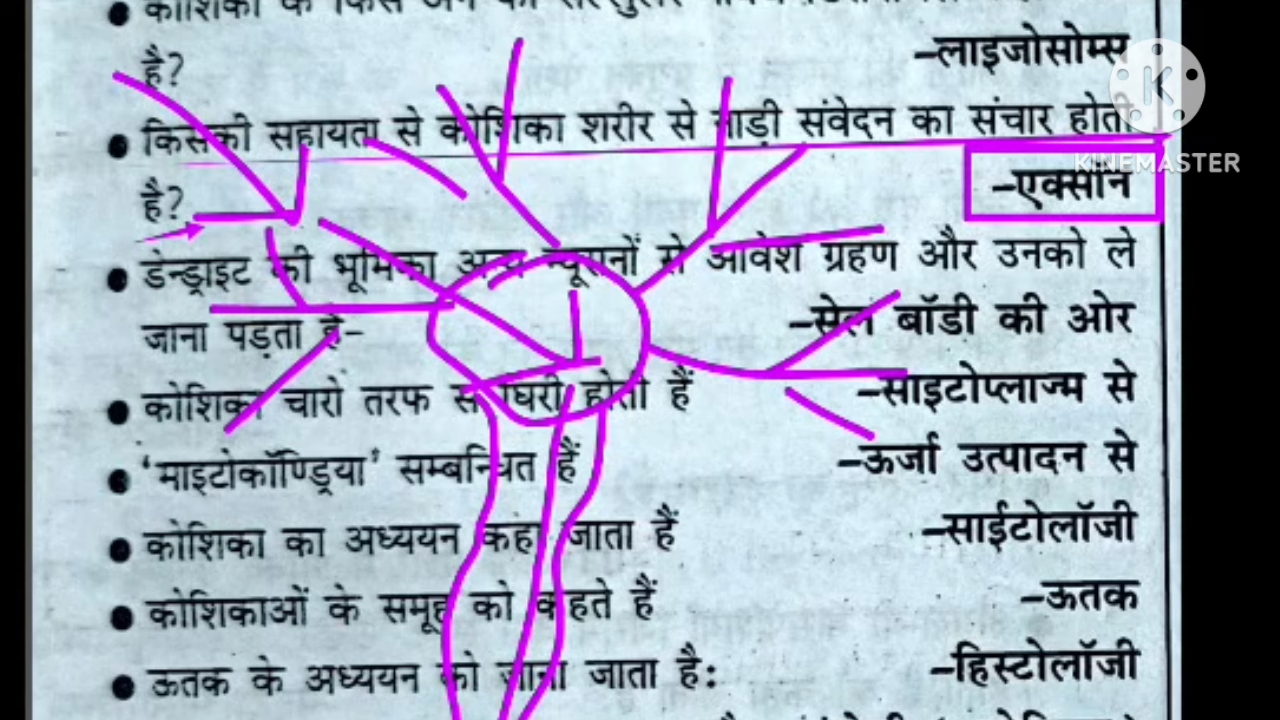 कोशिका के किस अंग को
-लाइजोसोम्स
है?
किसकी सहायता से कोशिका शरीर से नाड़ी संवेदन का संचार होता
KINEMASTER
है? -एक्सॉन
डेन्ड्राइट की भूमिका अन्य न्यूरानों से आवेश ग्रहण और उनको ले
जाना पड़ता है- -सेल बॉडी की ओर
कोशिका चारों तरफ से घिरी होती हैं -साइटोप्लाज्म से
'माइटोकॉण्ड्रिया' सम्बन्धित हैं -ऊर्जा उत्पादन से
कोशिका का अध्ययन कहा जाता हैं -साईटोलॉजी
कोशिकाओं के समूह को कहते हैं -ऊतक
ऊतक के अध्ययन को जाना जाता है: -हिस्टोलॉजी